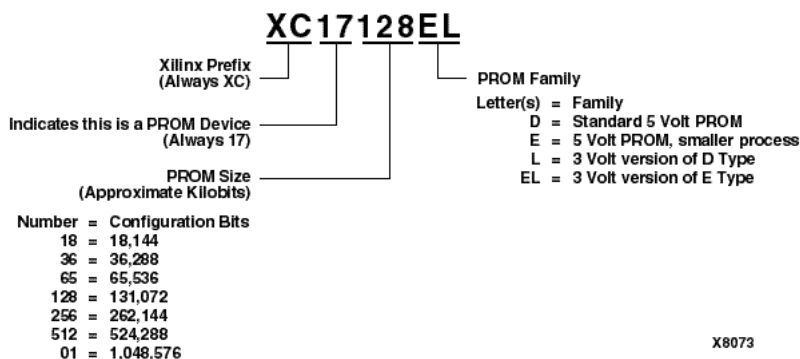 XC17128EL
Xilinx Prefix
(Always XC)
Indicates this is a PROM Device
(Always 17)
PROM Size
(Approximate Kilobits)
Number = Configuration Bits
18 = 18,144
36 = 36,288
65 = 65,536
128 = 131,072
256 = 262,144
512 = 524,288
01 = 1,048,576
PROM Family
Letter(s) = Family
D = Standard 5 Volt PROM
E = 5 Volt PROM, smaller process
L = 3 Volt version of D Type
EL = 3 Volt version of E Type
X8073